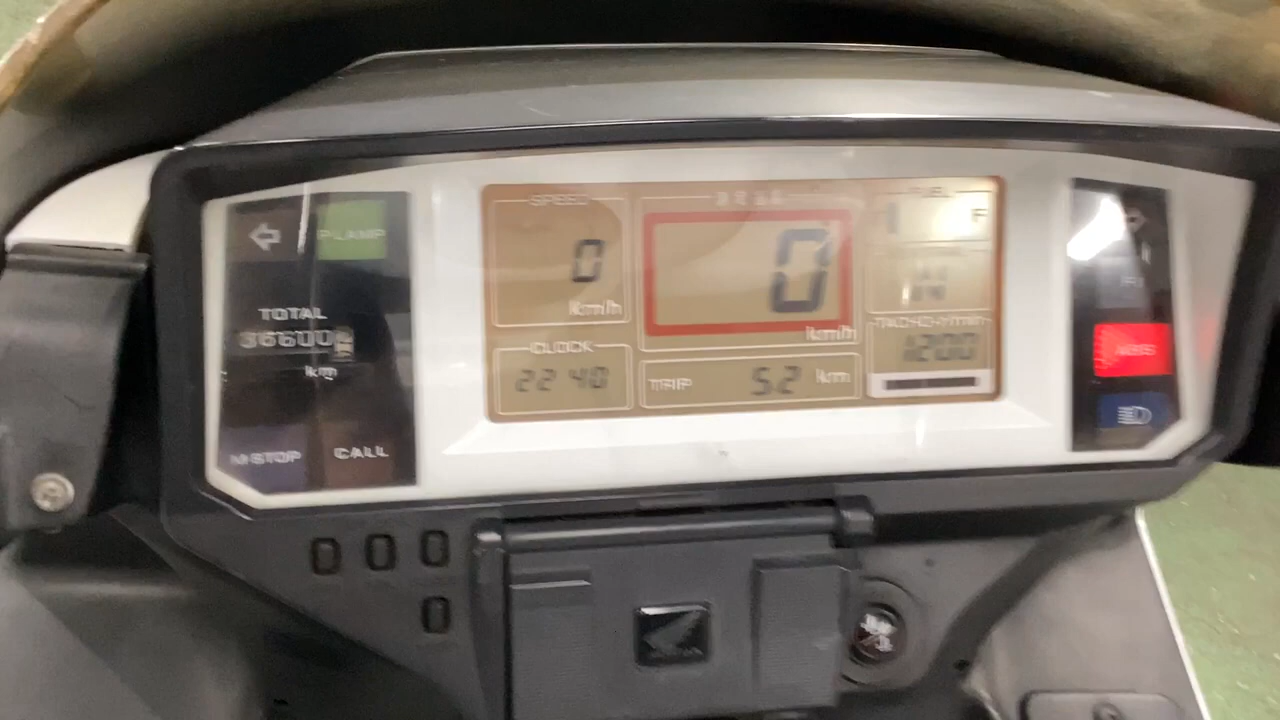 SPEED
FUEL
F
P.LAMP
0
km/h
0
km/h
TOTAL
km
CLOCK
22 40
TRIP 52 km
TACHO-r/min
1200
ABS
M-STOP
CALL